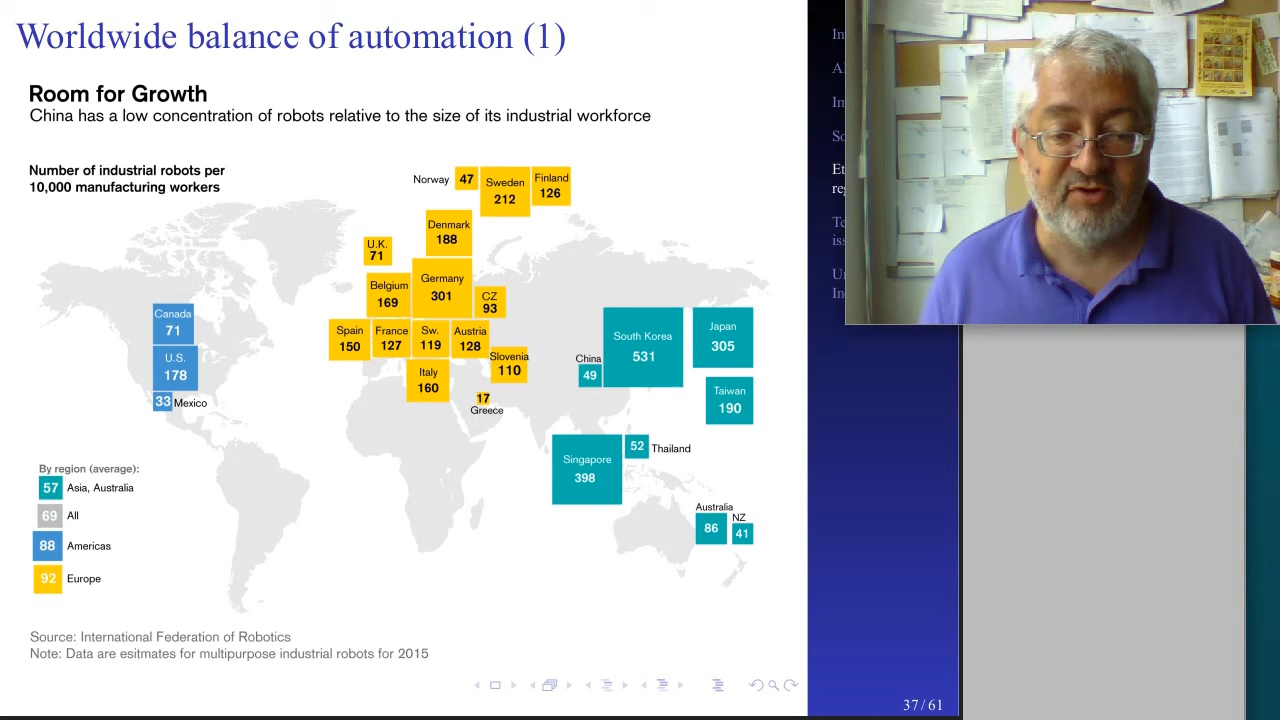 Worldwide balance of automation (1)
Room for Growth
China has a low concentration of robots relative to the size of its industrial workforce
Number of industrial robots per
10,000 manufacturing workers
Norway 47
Sweden
212
Finland
126
Denmark
188
U.K.
71
Belgium
169
Germany
301
CZ
93
Spain
150
France
127
Sw.
119
Austria
128
Slovenia
110
Italy
160
17
Greece
Canada
71
U.S.
178
33 Mexico
South Korea
531
Japan
305
China
49
Taiwan
190
Singapore
398
52 Thailand
Australia
86
NZ
41
By region (average):
57 Asia, Australia
69 All
88 Americas
92 Europe
Source: International Federation of Robotics
Note: Data are esitmates for multipurpose industrial robots for 2015
37/61